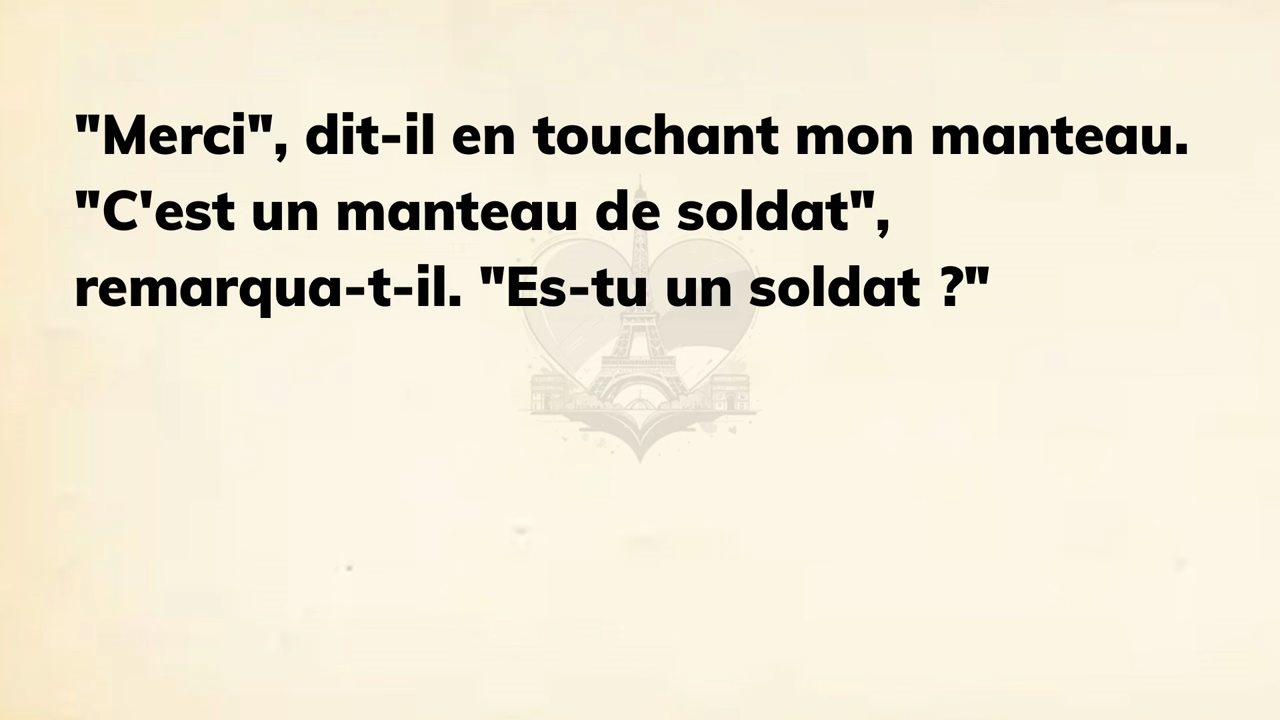 "Merci", dit-il en touchant mon manteau.
"C'est un manteau de soldat",
remarqua-t-il. "Es-tu un soldat ?"